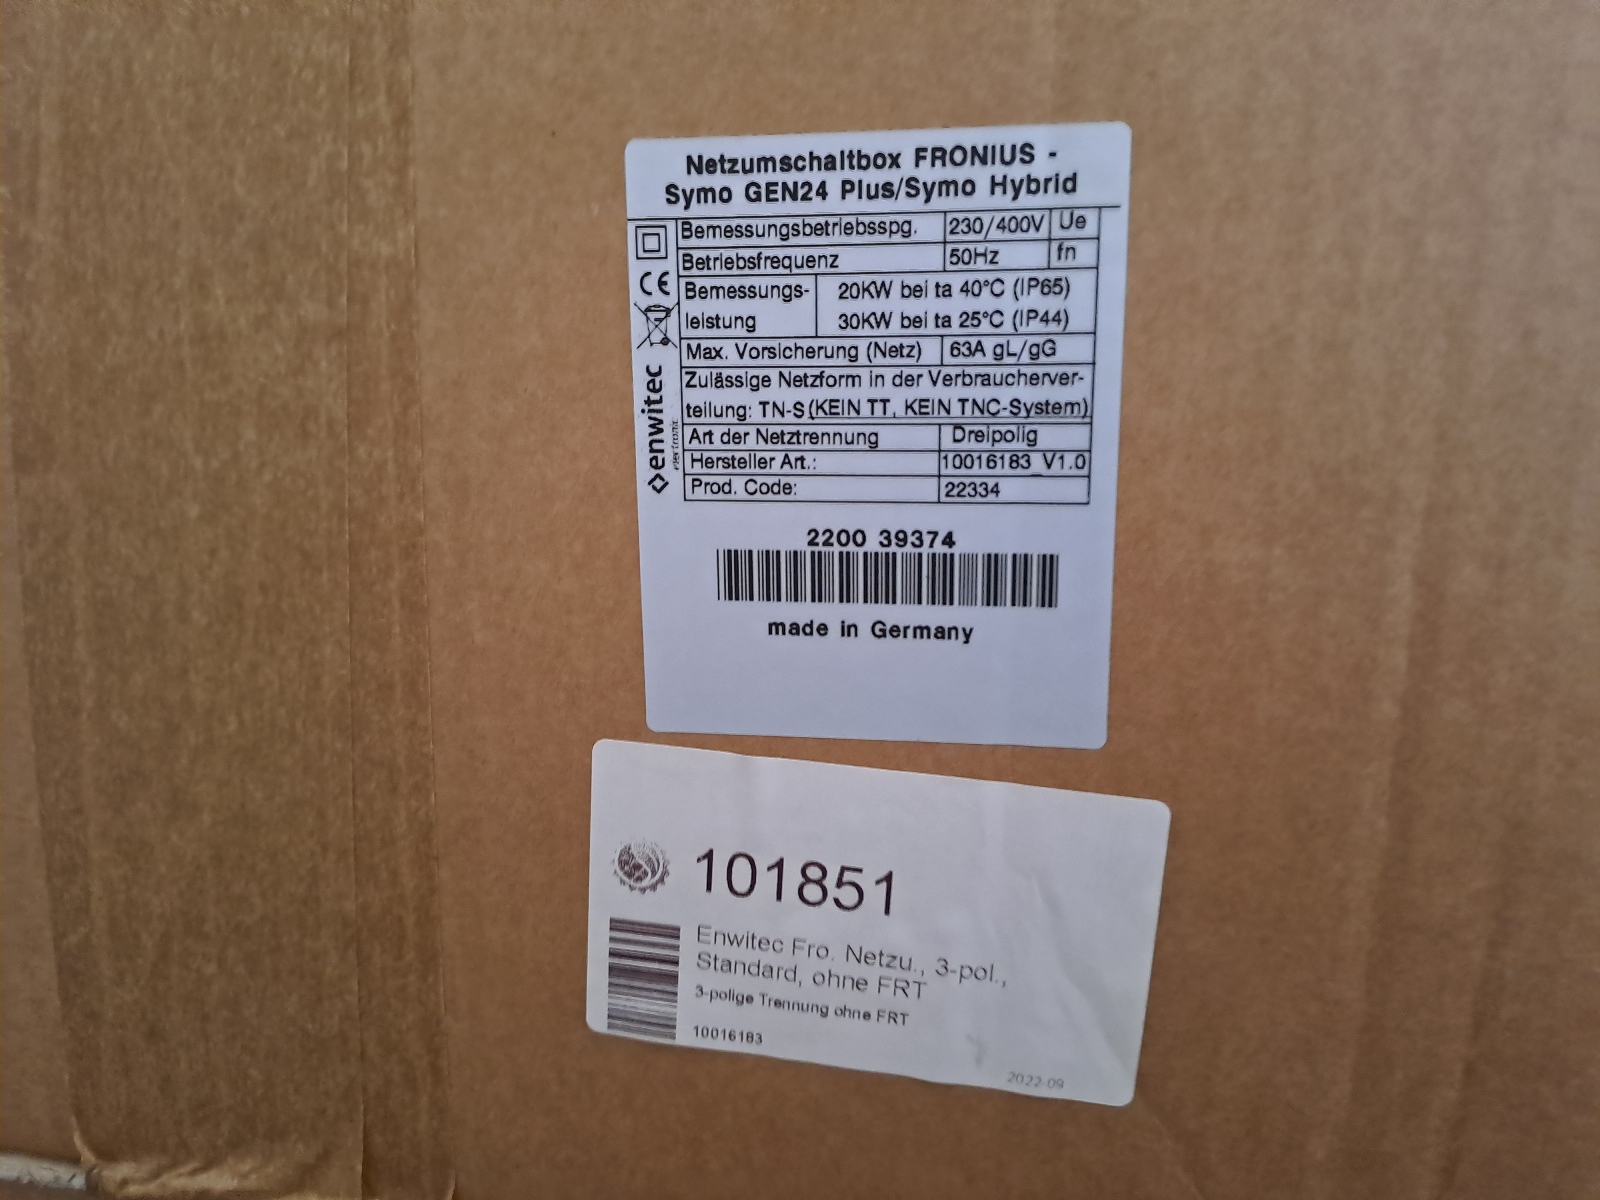 Netzumschaltbox FRONIUS -
Symo GEN24 Plus/Symo Hybrid
Bemessungsbetriebsspg. 230/400V Ue
Betriebsfrequenz 50Hz fn
Bemessungs- 20KW bei ta 40°C (IP65)
leistung 30KW bei ta 25°C (IP44)
Max. Vorsicherung (Netz) 63A gL/gG
Zulässige Netzform in der Verbraucherver-
teilung: TN-S (KEIN TT, KEIN TNC-System)
Art der Netztrennung Dreipolig
Hersteller Art.: 10016183_V1.0
Prod. Code: 22334
CE
enwitec
electronic
2200 39374
made in Germany
101851
Enwitec Fro. Netzu., 3-pol.,
Standard, ohne FRT
3-polige Trennung ohne FRT
10016183
2022-09